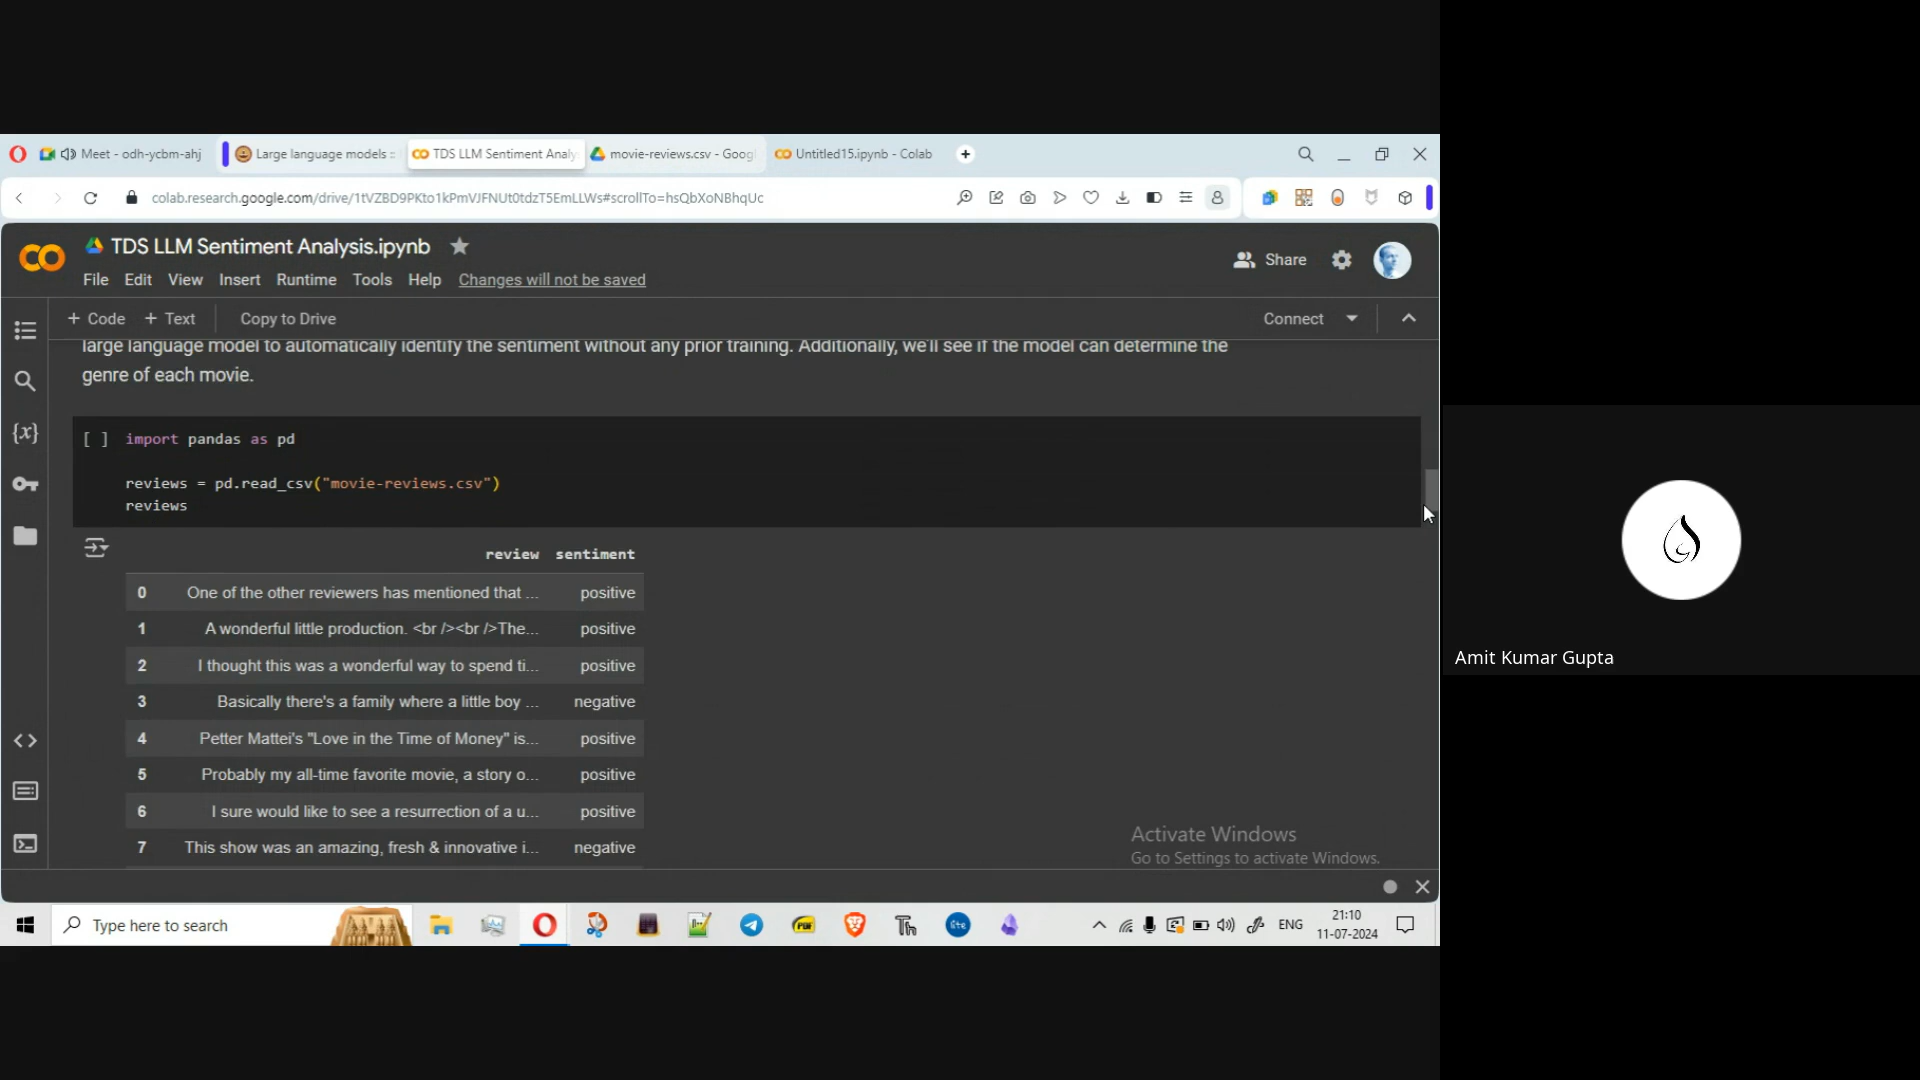 Meet - odh-ycbm-ahj
Large language models ::
TDS LLM Sentiment Analy
movie-reviews.csv - Goog
Untitled15.ipynb - Colab
colab.research.google.com/drive/1tVZBD9PKto1kPmVJFNUt0tdzT5EmLLWs#scrollTo=hsQbXoNBhqUc
TDS LLM Sentiment Analysis.ipynb
Share
File Edit View Insert Runtime Tools Help Changes will not be saved
+ Code + Text Copy to Drive Connect
large language model to automatically identify the sentiment without any prior training. Additionally, we'll see if the model can determine the
genre of each movie.
[ ] import pandas as pd
reviews = pd.read_csv("movie-reviews.csv")
reviews
review sentiment
0 One of the other reviewers has mentioned that ... positive
1 A wonderful little production. <br /><br />The... positive
2 I thought this was a wonderful way to spend ti... positive
3 Basically there's a family where a little boy ... negative
4 Petter Mattei's "Love in the Time of Money" is... positive
5 Probably my all-time favorite movie, a story o... positive
6 I sure would like to see a resurrection of a u... positive
7 This show was an amazing, fresh & innovative i... negative
Activate Windows
Go to Settings to activate Windows.
Type here to search
ENG
21:10
11-07-2024
Amit Kumar Gupta